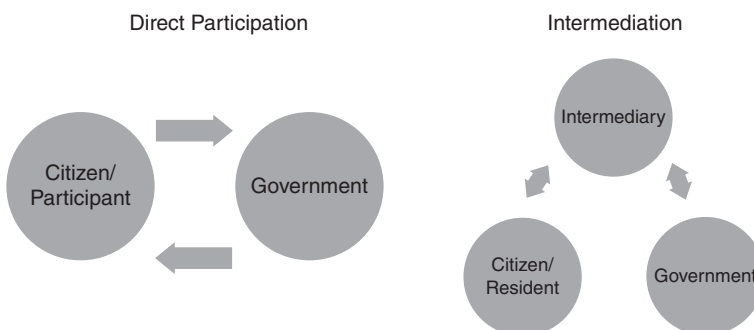 Direct Participation
Citizen/
Participant
Government
Intermediation
Intermediary
Citizen/
Resident
Government